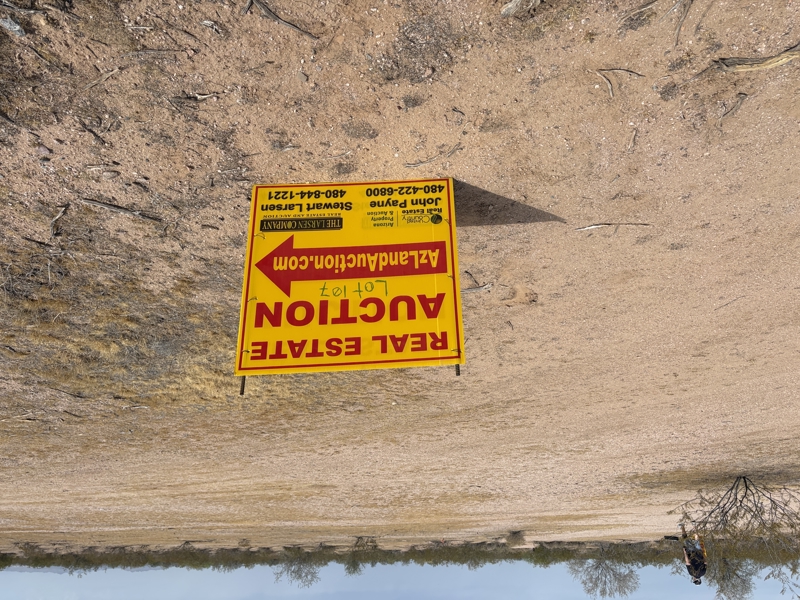 REAL ESTATE
AUCTION
Lot 107
AzLandAuction.com
Arizona
Property
& Auction
Real Estate
THE LARSEN COMPANY
REAL ESTATE AND AUCTION
John Payne
480-422-6800
Stewart Larsen
480-844-1221